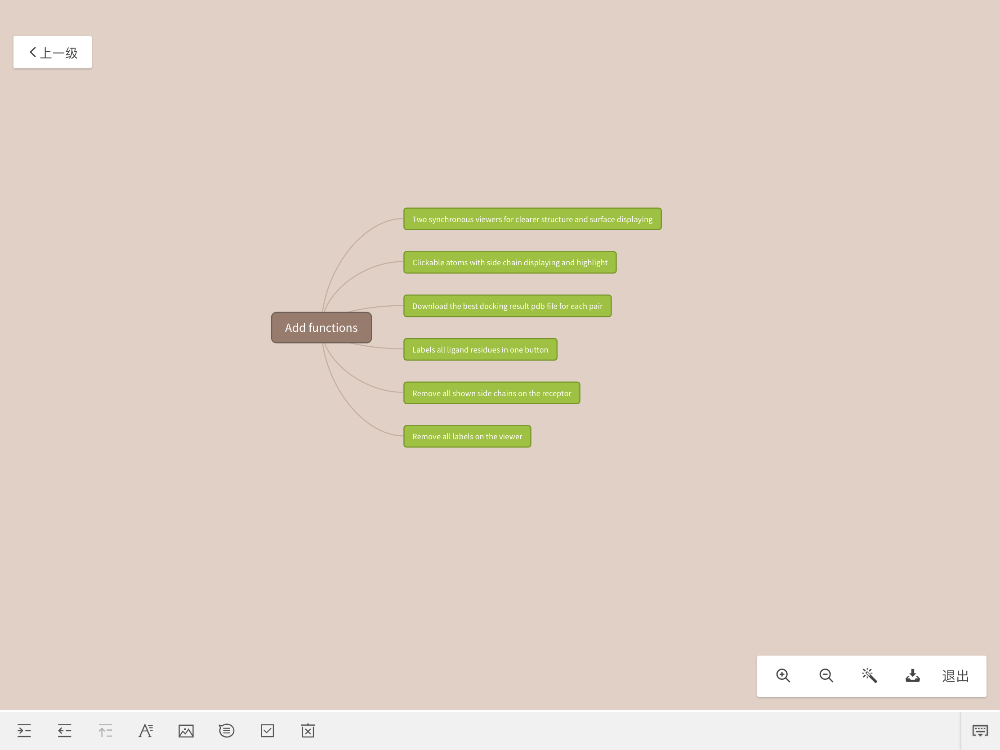 上一级
Two synchronous viewers for clearer structure and surface displaying
Clickable atoms with side chain displaying and highlight
Download the best docking result pdb file for each pair
Add functions
Labels all ligand residues in one button
Remove all shown side chains on the receptor
Remove all labels on the viewer
退出